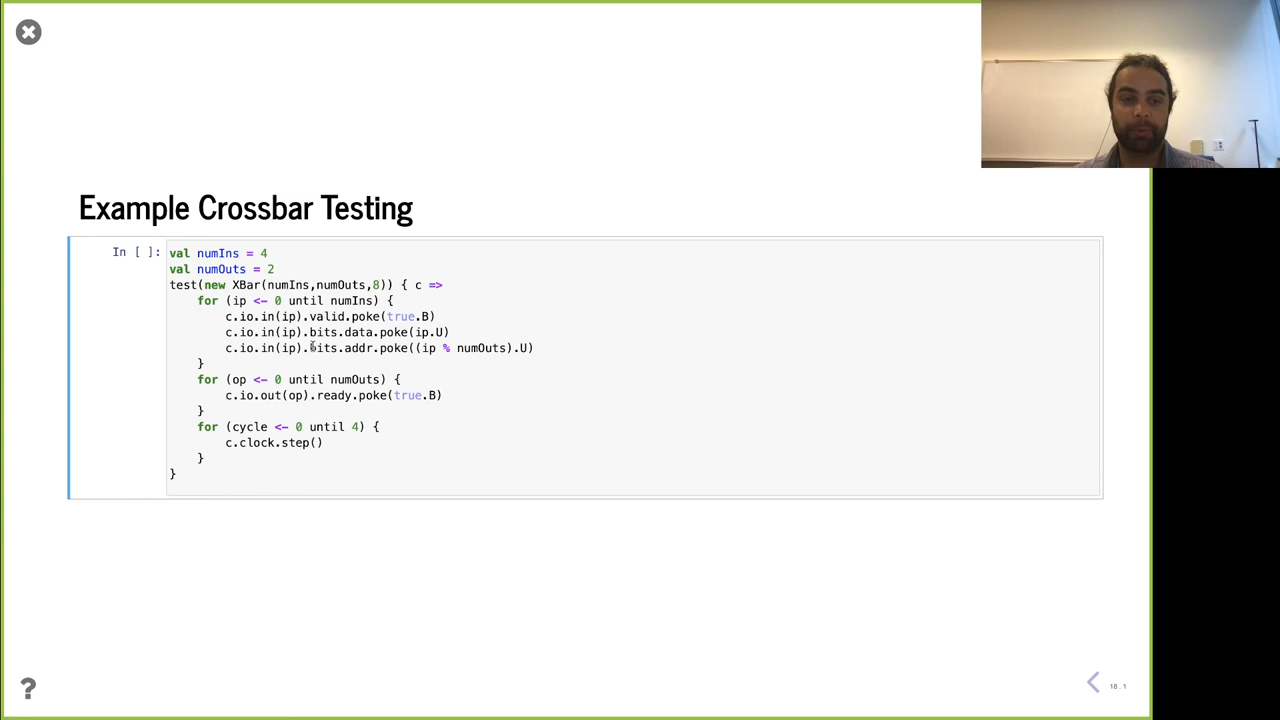 Example Crossbar Testing
In [ ]:
val numIns = 4
val numOuts = 2
test(new XBar(numIns,numOuts,8)) { c =>
    for (ip <- 0 until numIns) {
        c.io.in(ip).valid.poke(true.B)
        c.io.in(ip).bits.data.poke(ip.U)
        c.io.in(ip).bits.addr.poke((ip % numOuts).U)
    }
    for (op <- 0 until numOuts) {
        c.io.out(op).ready.poke(true.B)
    }
    for (cycle <- 0 until 4) {
        c.clock.step()
    }
}
?
18.1